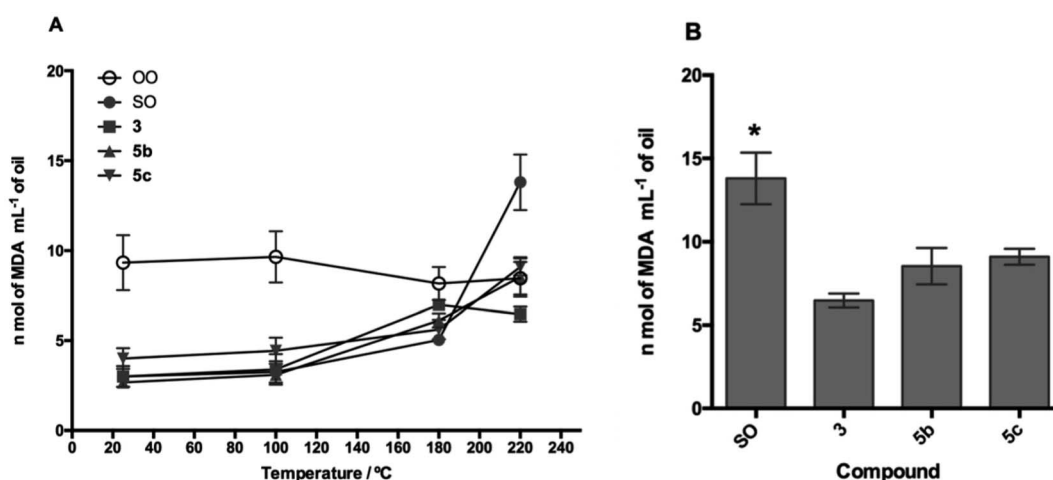 A
20
15
10
5
0
n mol of MDA mL⁻¹ of oil
OO
SO
3
5b
5c
0 20 40 60 80 100 120 140 160 180 200 220 240
Temperature / ºC
B
20
15
10
5
0
n mol of MDA mL⁻¹ of oil
*
SO 3 5b 5c
Compound